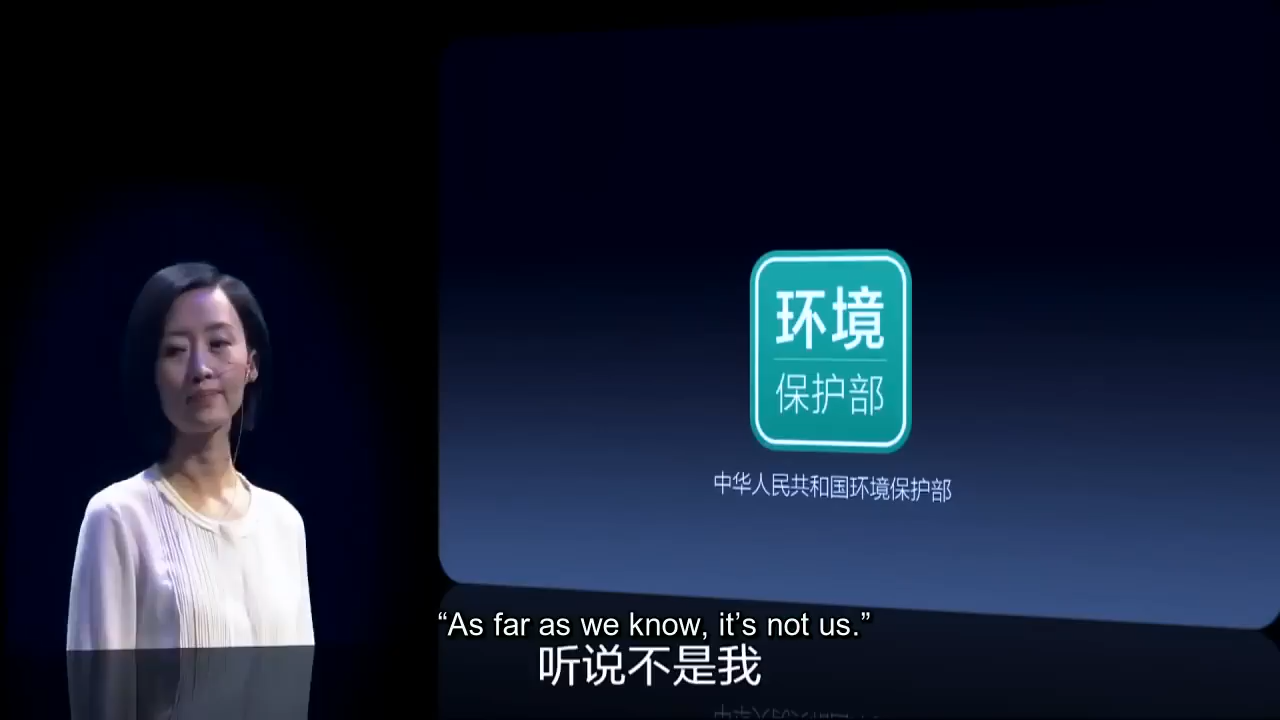 环境
保护部
中华人民共和国环境保护部
“As far as we know, it’s not us.”
听说不是我